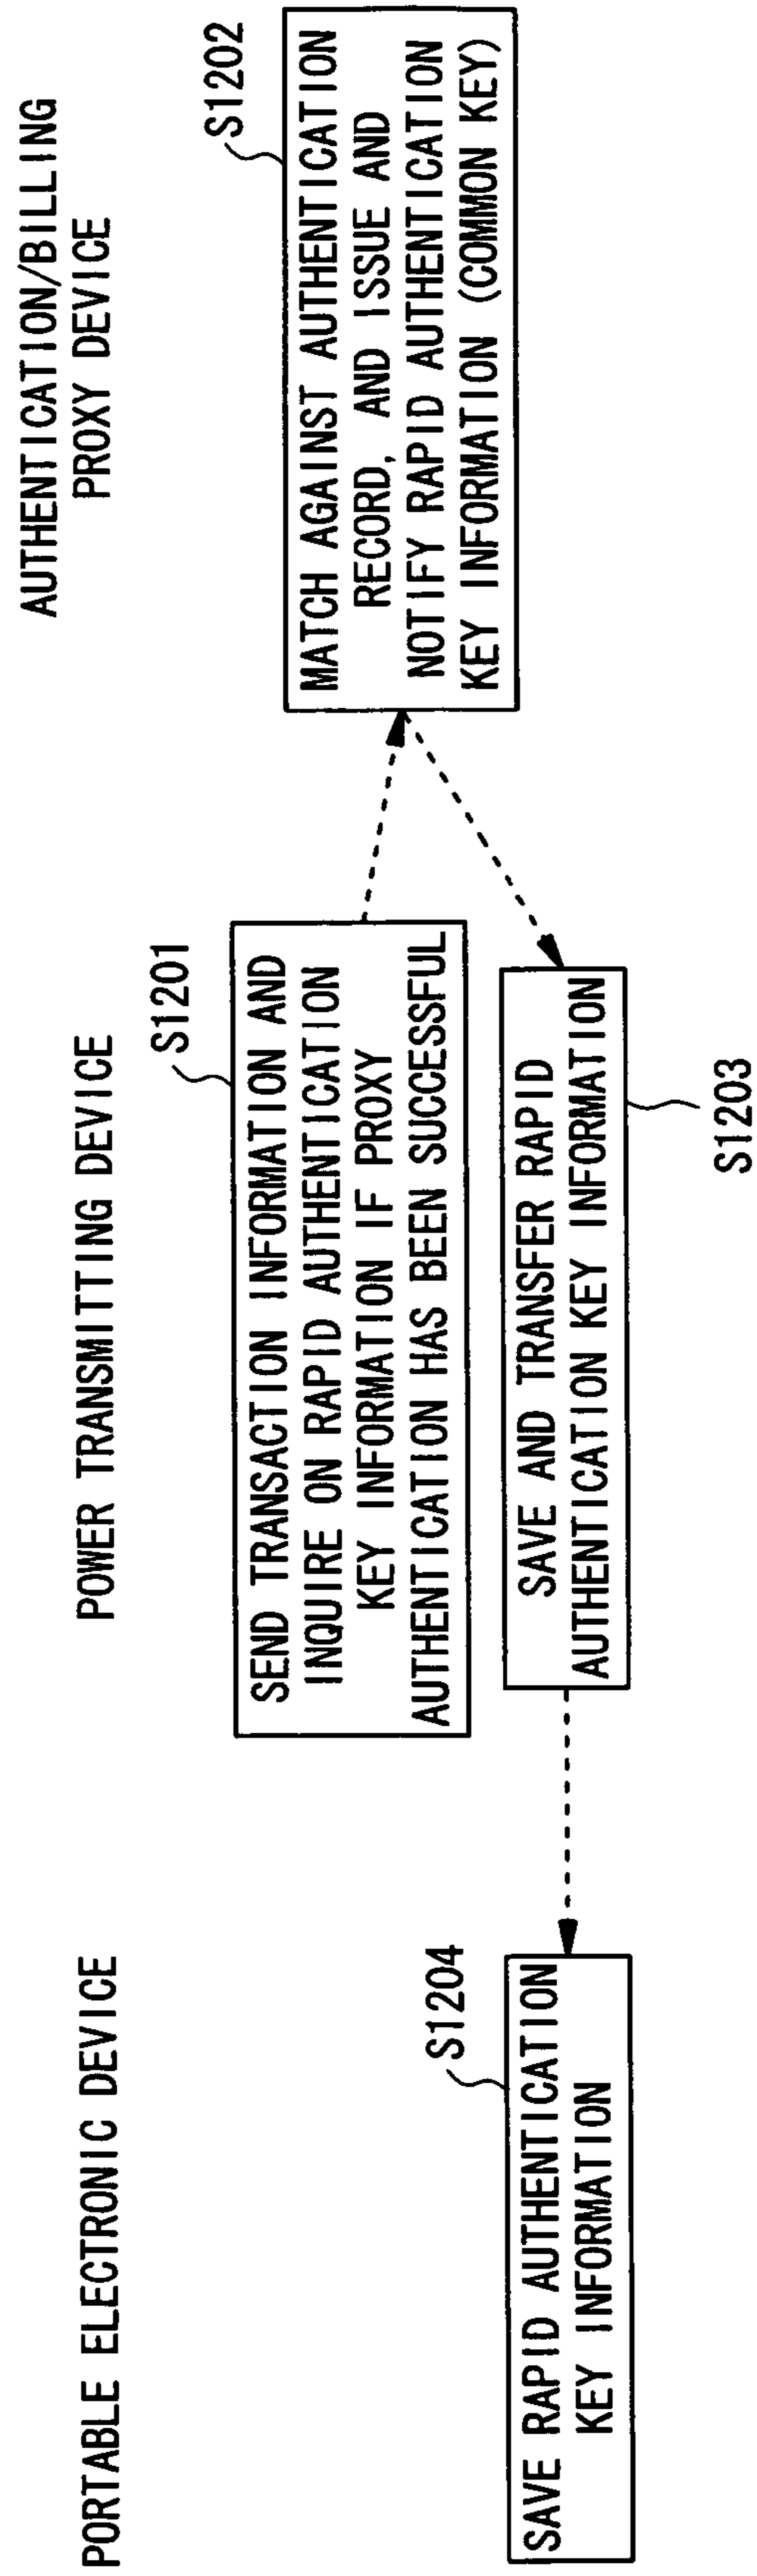 PORTABLE ELECTRONIC DEVICE
POWER TRANSMITTING DEVICE
AUTHENTICATION/BILLING
PROXY DEVICE
S1201
SEND TRANSACTION INFORMATION AND
INQUIRE ON RAPID AUTHENTICATION
KEY INFORMATION IF PROXY
AUTHENTICATION HAS BEEN SUCCESSFUL
S1202
MATCH AGAINST AUTHENTICATION
RECORD, AND ISSUE AND
NOTIFY RAPID AUTHENTICATION
KEY INFORMATION (COMMON KEY)
SAVE AND TRANSFER RAPID
AUTHENTICATION KEY INFORMATION
S1203
S1204
SAVE RAPID AUTHENTICATION
KEY INFORMATION